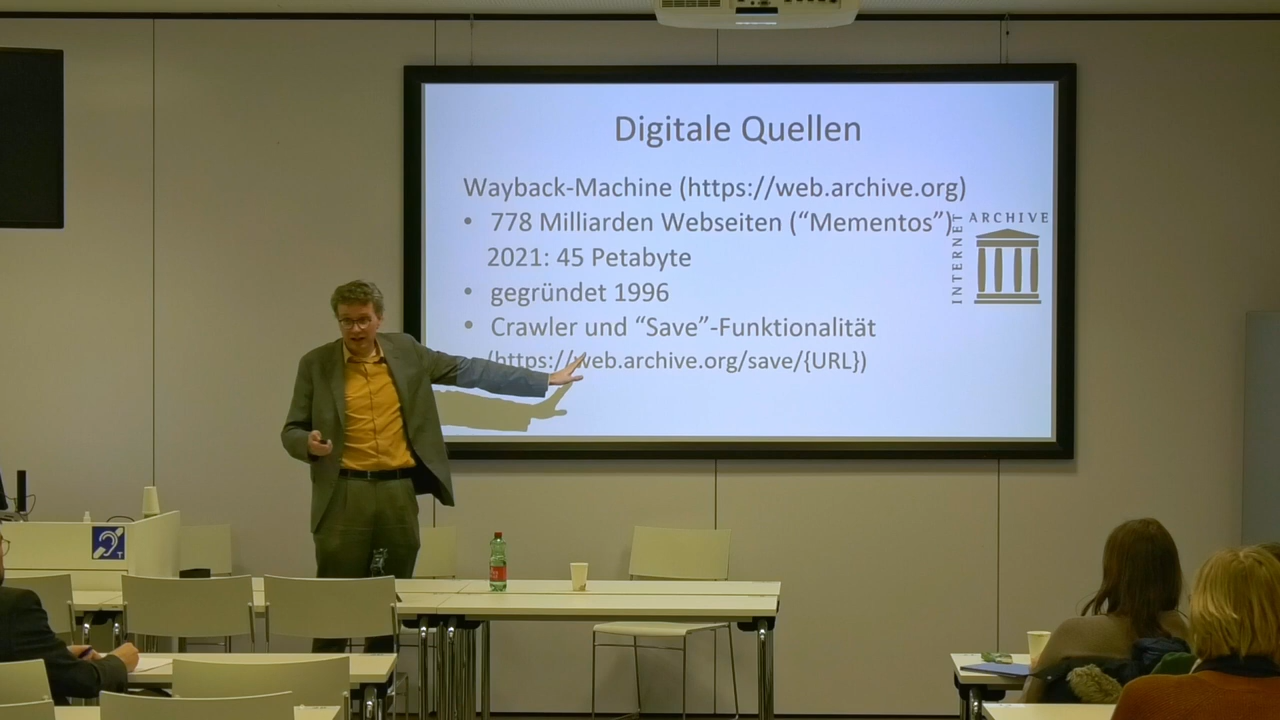 Digitale Quellen
Wayback-Machine (https://web.archive.org)
• 778 Milliarden Webseiten (“Mementos”)
2021: 45 Petabyte
• gegründet 1996
• Crawler und “Save”-Funktionalität
(https://web.archive.org/save/{URL})
INTERNET ARCHIVE
T